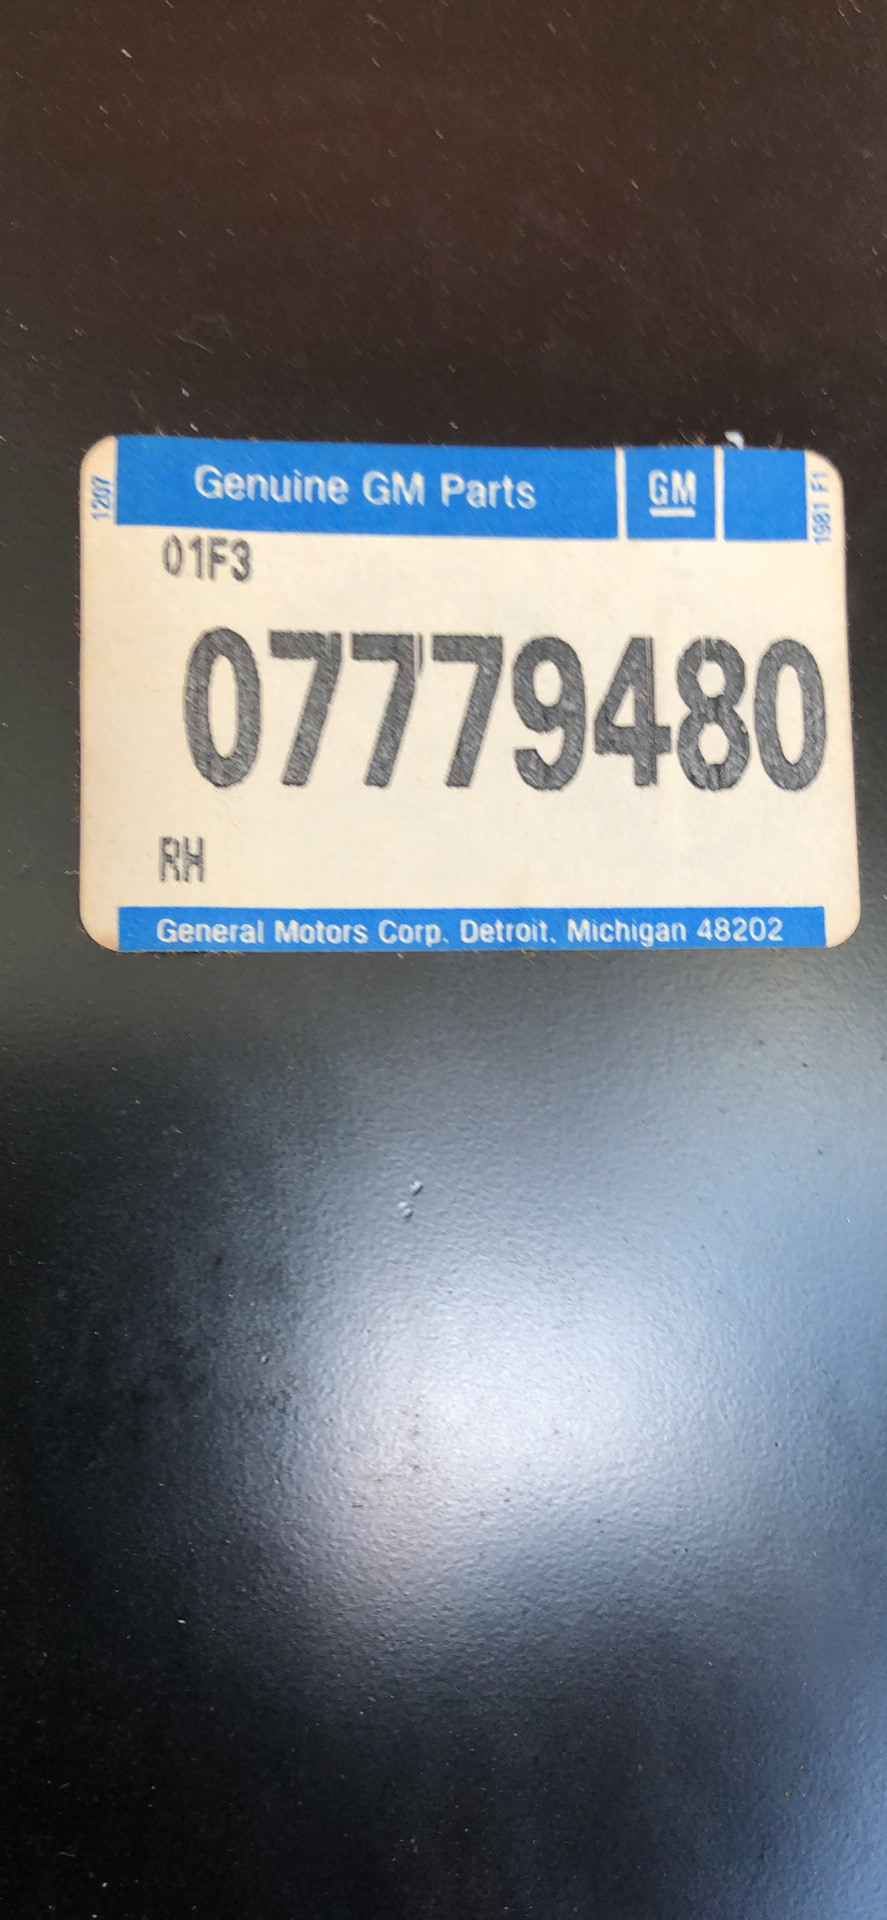 1207
Genuine GM Parts
GM
1981 F1
01F3
07779480
RH
General Motors Corp. Detroit, Michigan 48202